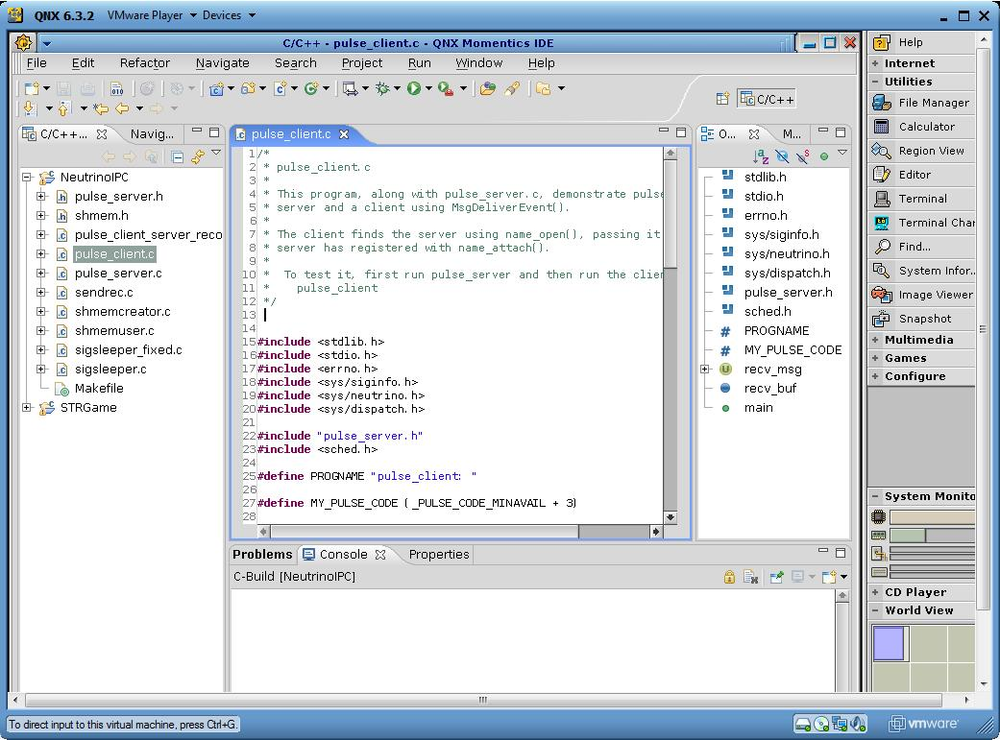 QNX 6.3.2 VMware Player Devices
C/C++ - pulse_client.c - QNX Momentics IDE
File Edit Refactor Navigate Search Project Run Window Help
C/C++
C/C++... Navig...
NeutrinoIPC
pulse_server.h
shmem.h
pulse_client_server_reco
pulse_client.c
pulse_server.c
sendrec.c
shmemcreator.c
shmemuser.c
sigsleeper_fixed.c
sigsleeper.c
Makefile
STRGame
pulse_client.c
1 /*
2 * pulse_client.c
3 *
4 * This program, along with pulse_server.c, demonstrate pulse
5 * server and a client using MsgDeliverEvent().
6 *
7 * The client finds the server using name_open(), passing it
8 * server has registered with name_attach().
9 *
10 * To test it, first run pulse_server and then run the clien
11 * pulse_client
12 */
13
14
15 #include <stdlib.h>
16 #include <stdio.h>
17 #include <errno.h>
18 #include <sys/siginfo.h>
19 #include <sys/neutrino.h>
20 #include <sys/dispatch.h>
21
22 #include "pulse_server.h"
23 #include <sched.h>
24
25 #define PROGNAME "pulse_client: "
26
27 #define MY_PULSE_CODE (_PULSE_CODE_MINAVAIL + 3)
28
O... M...
stdlib.h
stdio.h
errno.h
sys/siginfo.h
sys/neutrino.h
sys/dispatch.h
pulse_server.h
sched.h
PROGNAME
MY_PULSE_CODE
recv_msg
recv_buf
main
Problems Console Properties
C-Build [NeutrinoIPC]
Help
Internet
Utilities
File Manager
Calculator
Region View
Editor
Terminal
Terminal Char
Find...
System Infor..
Image Viewer
Snapshot
Multimedia
Games
Configure
System Monito
CD Player
World View
To direct input to this virtual machine, press Ctrl+G.
vmware